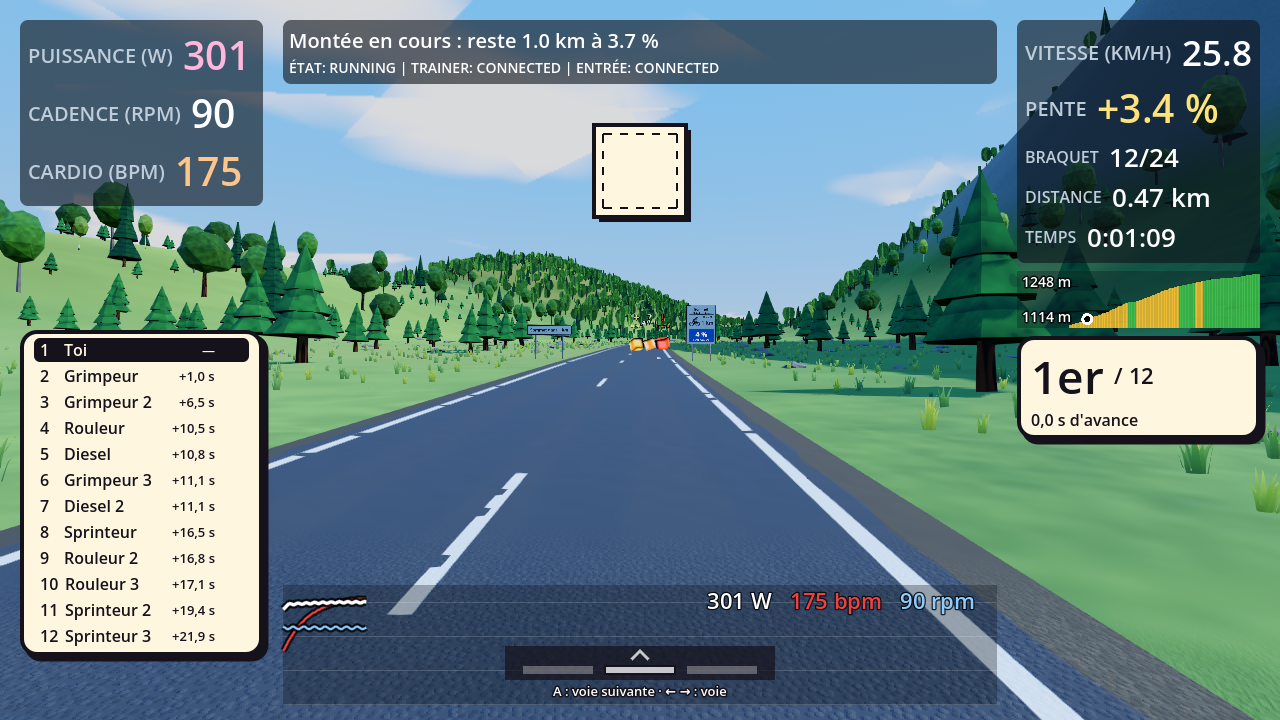 PUISSANCE (W) 301
CADENCE (RPM) 90
CARDIO (BPM) 175
Montée en cours : reste 1.0 km à 3.7 %
ÉTAT: RUNNING | TRAINER: CONNECTED | ENTRÉE: CONNECTED
VITESSE (KM/H) 25.8
PENTE +3.4 %
BRAQUET 12/24
DISTANCE 0.47 km
TEMPS 0:01:09
1248 m
1114 m
4 %
1er / 12
0,0 s d'avance
1 Toi —
2 Grimpeur +1,0 s
3 Grimpeur 2 +6,5 s
4 Rouleur +10,5 s
5 Diesel +10,8 s
6 Grimpeur 3 +11,1 s
7 Diesel 2 +11,1 s
8 Sprinteur +16,5 s
9 Rouleur 2 +16,8 s
10 Rouleur 3 +17,1 s
11 Sprinteur 2 +19,4 s
12 Sprinteur 3 +21,9 s
301 W 175 bpm 90 rpm
A : voie suivante · ← → : voie